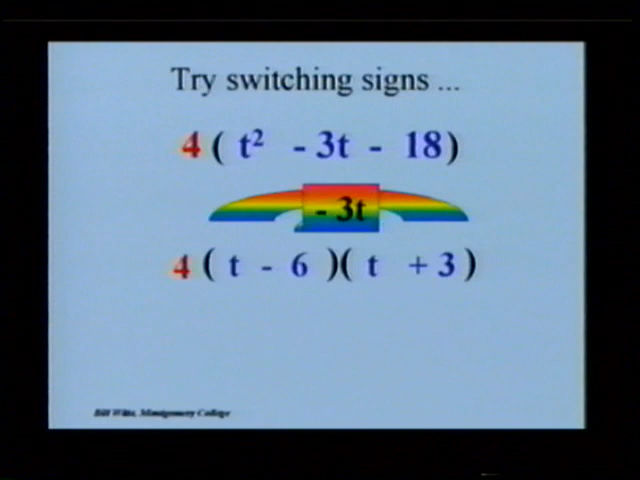 Try switching signs ...
4 ( t² - 3t - 18 )
- 3t
4 ( t - 6 )( t + 3 )
Bill Witte, Montgomery College